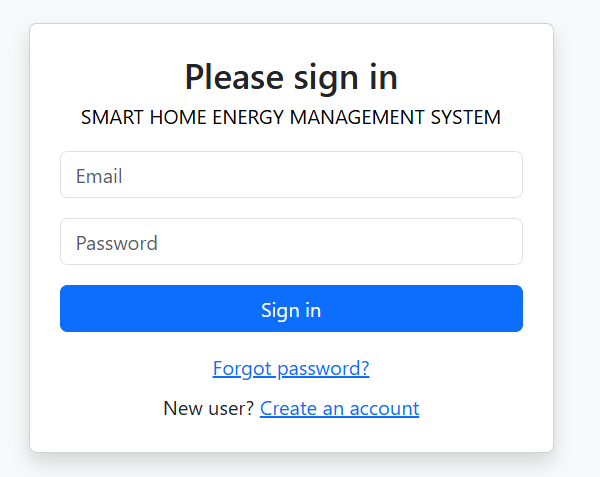 Please sign in
SMART HOME ENERGY MANAGEMENT SYSTEM
Email
Password
Sign in
Forgot password?
New user? Create an account